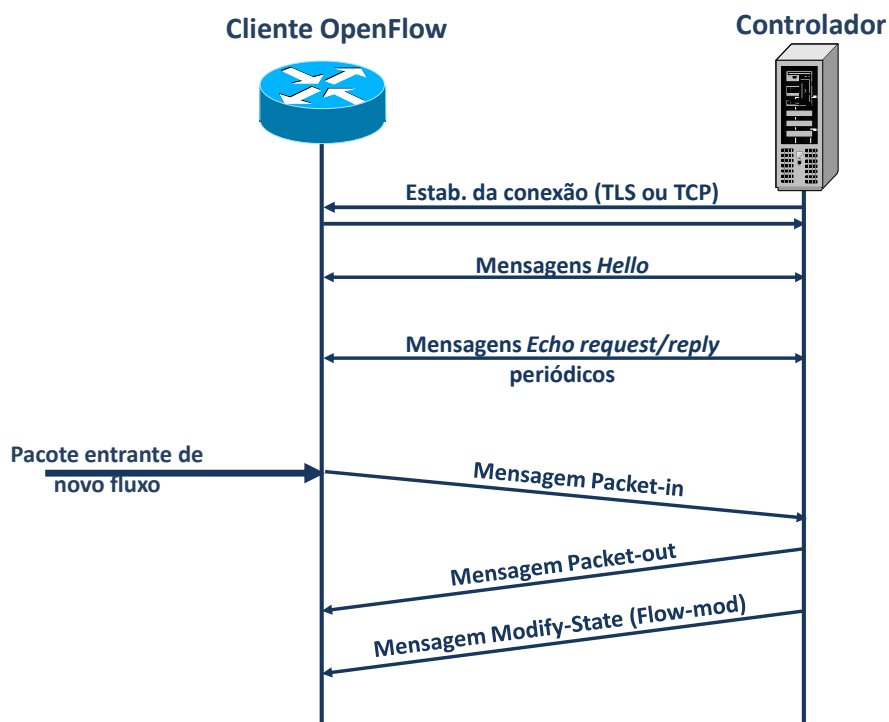 Cliente OpenFlow
Controlador
Estab. da conexão (TLS ou TCP)
Mensagens Hello
Mensagens Echo request/reply
periódicos
Pacote entrante de
novo fluxo
Mensagem Packet-in
Mensagem Packet-out
Mensagem Modify-State (Flow-mod)